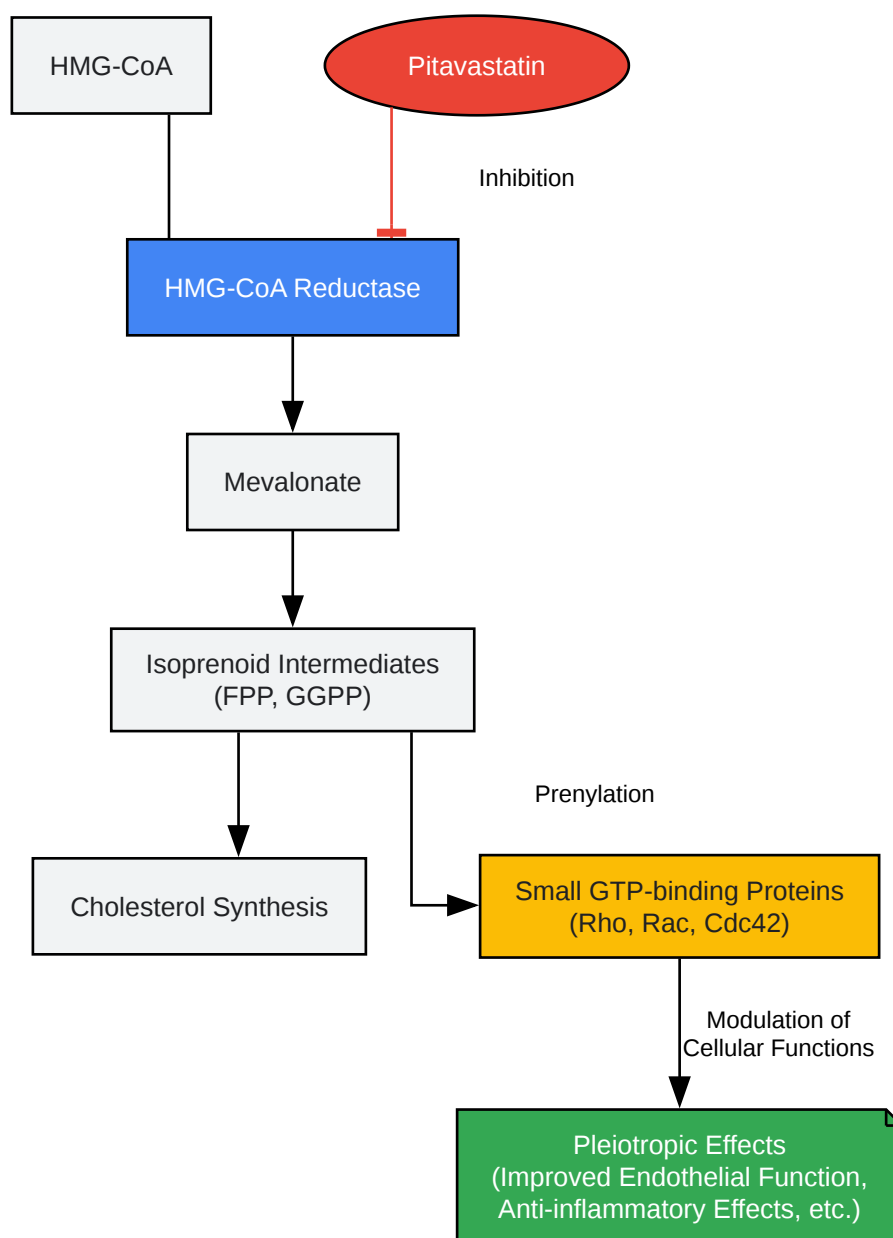 HMG-CoA
Pitavastatin
Inhibition
HMG-CoA Reductase
Mevalonate
Isoprenoid Intermediates
(FPP, GGPP)
Prenylation
Cholesterol Synthesis
Small GTP-binding Proteins
(Rho, Rac, Cdc42)
Modulation of
Cellular Functions
Pleiotropic Effects
(Improved Endothelial Function,
Anti-inflammatory Effects, etc.)